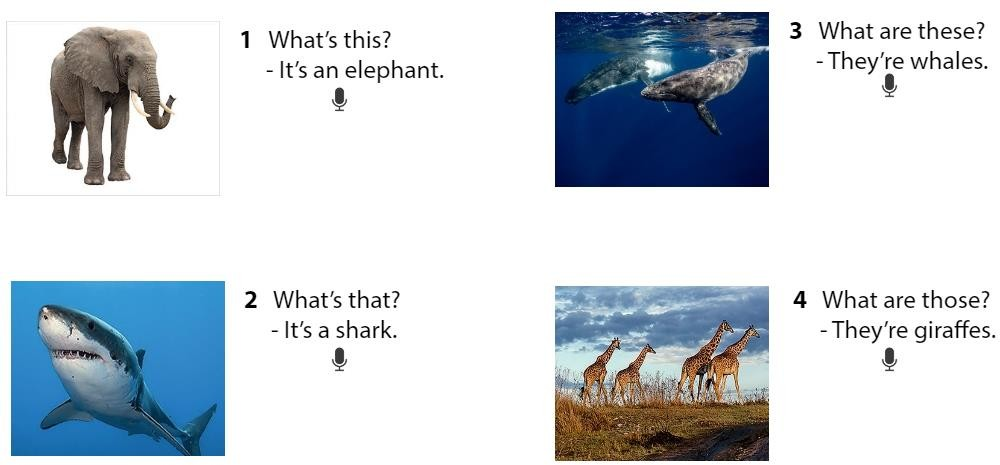 1 What's this?
- It's an elephant.
2 What's that?
- It's a shark.
3 What are these?
- They're whales.
4 What are those?
- They're giraffes.